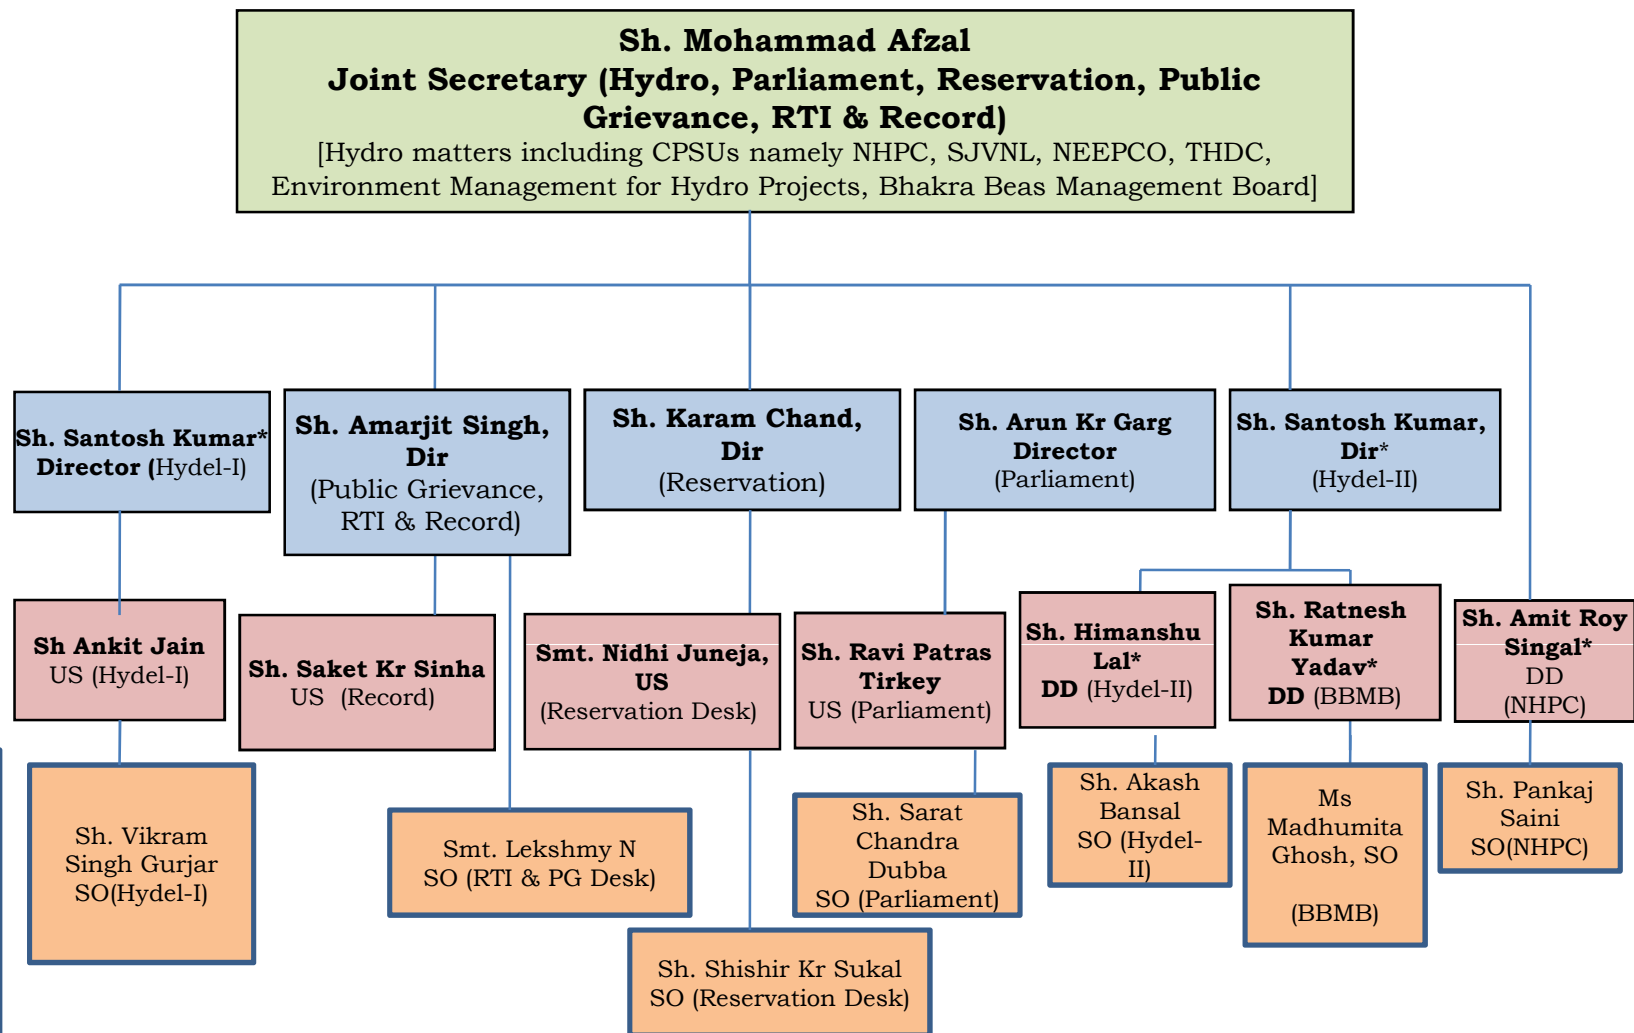 Sh. Mohammad Afzal
Joint Secretary (Hydro, Parliament, Reservation, Public
Grievance, RTI & Record)
[Hydro matters including CPSUs namely NHPC, SJVNL, NEEPCO, THDC,
Environment Management for Hydro Projects, Bhakra Beas Management Board]
Sh. Santosh Kumar*
Director (Hydel-I)
Sh. Amarjit Singh,
Dir
(Public Grievance,
RTI & Record)
Sh. Karam Chand,
Dir
(Reservation)
Sh. Arun Kr Garg
Director
(Parliament)
Sh. Santosh Kumar,
Dir*
(Hydel-II)
Sh Ankit Jain
US (Hydel-I)
Sh. Saket Kr Sinha
US (Record)
Smt. Nidhi Juneja,
US
(Reservation Desk)
Sh. Ravi Patras
Tirkey
US (Parliament)
Sh. Himanshu
Lal*
DD (Hydel-II)
Sh. Ratnesh
Kumar
Yadav*
DD (BBMB)
Sh. Amit Roy
Singal*
DD
(NHPC)
Sh. Vikram
Singh Gurjar
SO(Hydel-I)
Smt. Lekshmy N
SO (RTI & PG Desk)
Sh. Sarat
Chandra
Dubba
SO (Parliament)
Sh. Akash
Bansal
SO (Hydel-
II)
Ms
Madhumita
Ghosh, SO
(BBMB)
Sh. Pankaj
Saini
SO(NHPC)
Sh. Shishir Kr Sukal
SO (Reservation Desk)